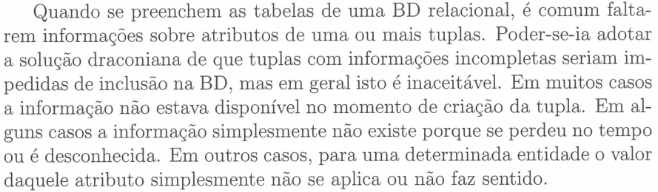 Quando se preenchem as tabelas de uma BD relacional, é comum falta-
rem informações sobre atributos de uma ou mais tuplas. Poder-se-ia adotar
a solução draconiana de que tuplas com informações incompletas seriam im-
pedidas de inclusão na BD, mas em geral isto é inaceitável. Em muitos casos
a informação não estava disponível no momento de criação da tupla. Em al-
guns casos a informação simplesmente não existe porque se perdeu no tempo
ou é desconhecida. Em outros casos, para uma determinada entidade o valor
daquele atributo simplesmente não se aplica ou não faz sentido.